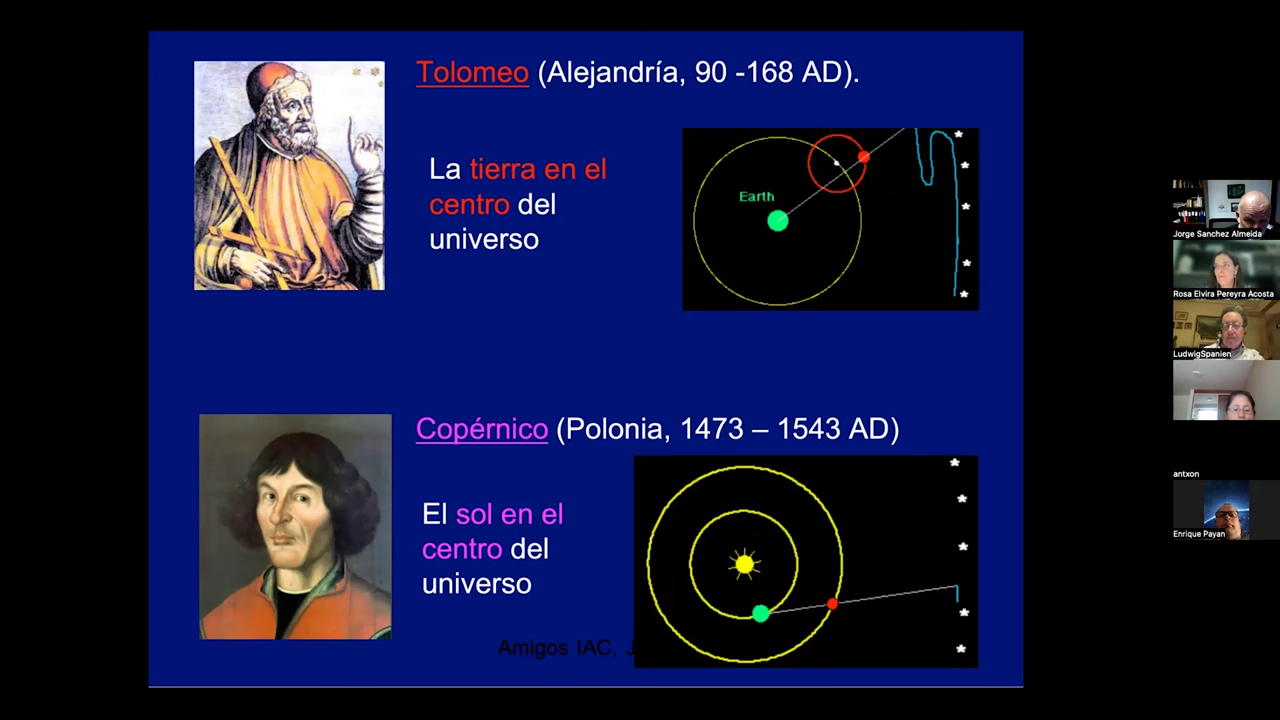 Tolomeo (Alejandría, 90 -168 AD).
La tierra en el
centro del
universo
Earth
Copérnico (Polonia, 1473 – 1543 AD)
El sol en el
centro del
universo
Amigos IAC, J
Jorge Sanchez Almeida
Rosa Elvira Pereyra Acosta
LudwigSpanien
antxon
Enrique Payan